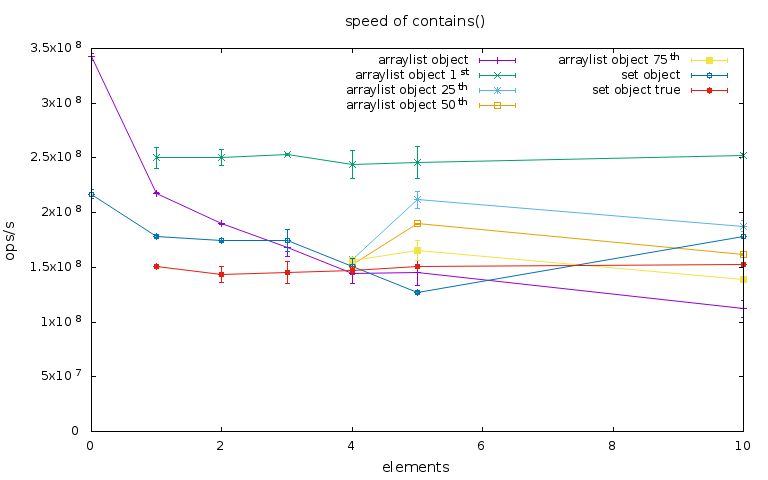 speed of contains()
3.5x10^8
3x10^8
2.5x10^8
2x10^8
1.5x10^8
1x10^8
5x10^7
0
ops/s
arraylist object
arraylist object 1^st
arraylist object 25^th
arraylist object 50^th
arraylist object 75^th
set object
set object true
0 2 4 6 8 10
elements